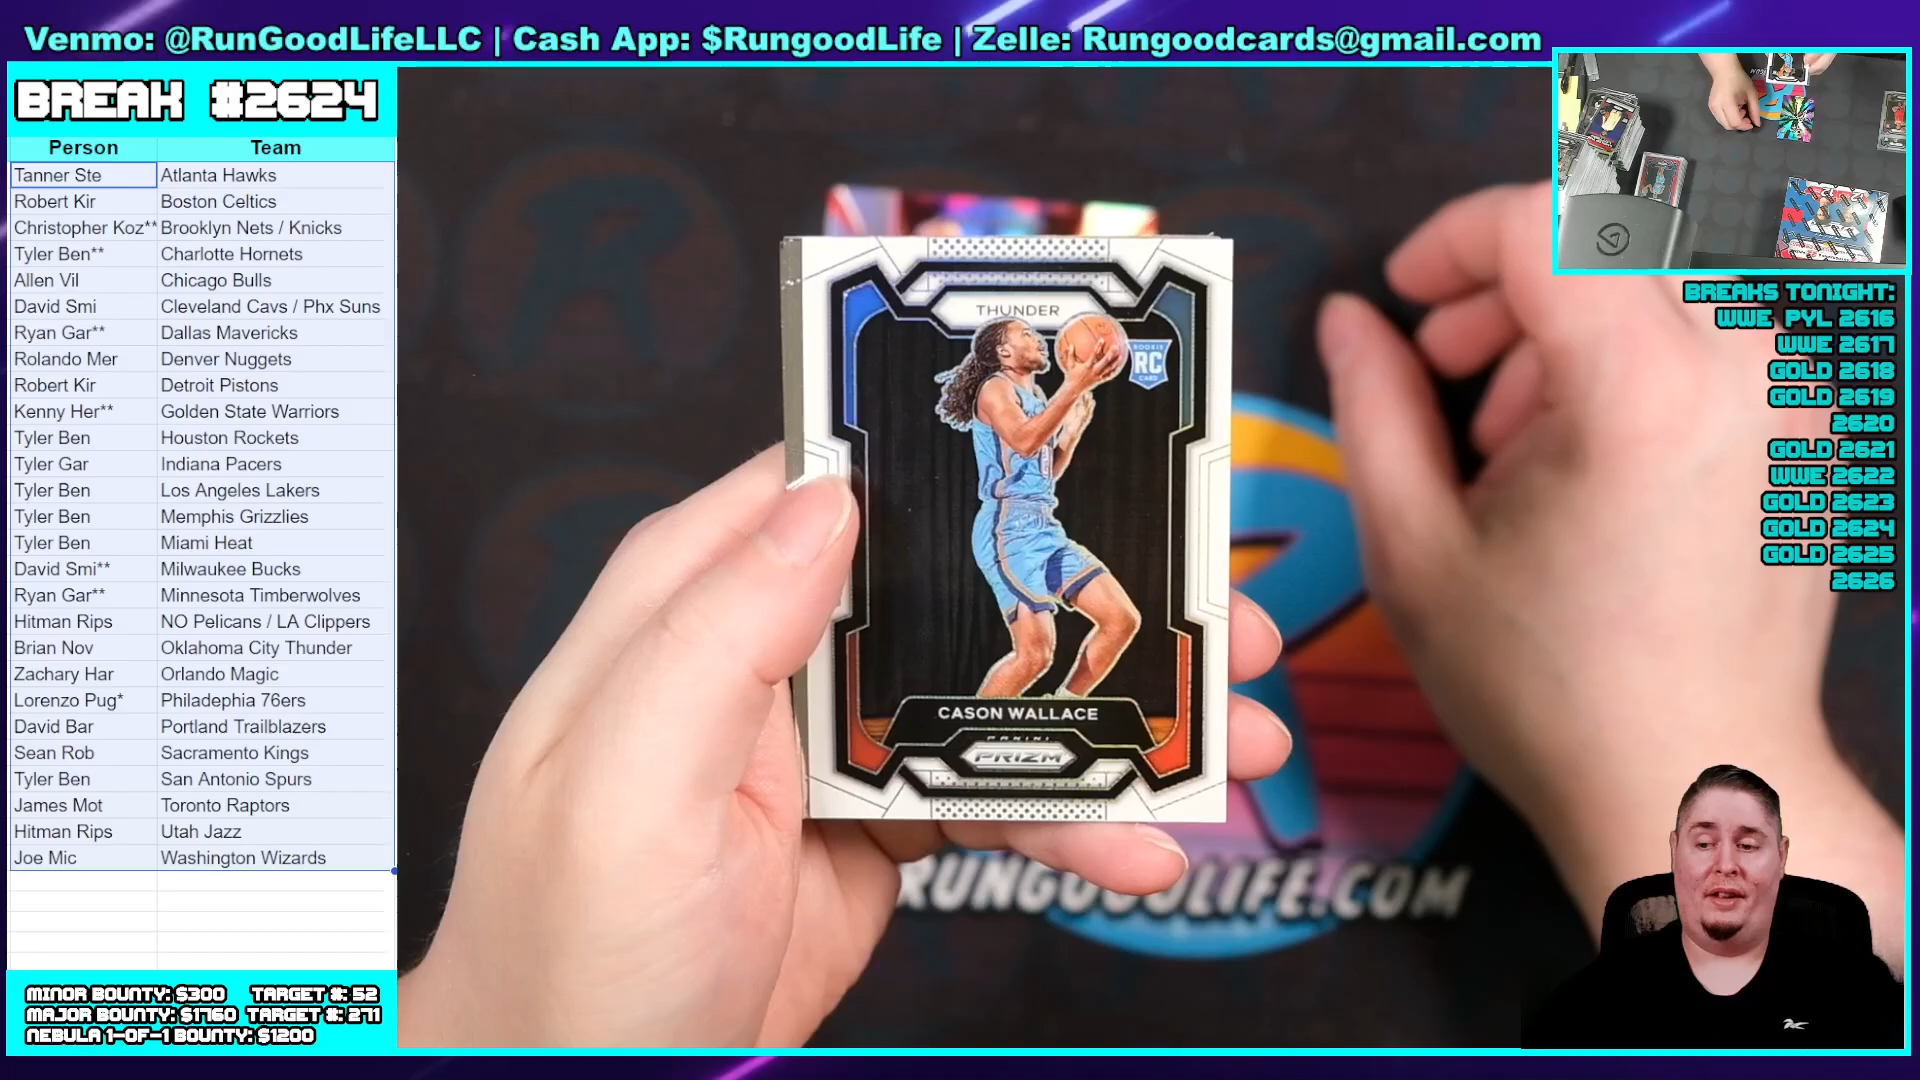 Venmo: @RunGoodLifeLLC | Cash App: $RungoodLife | Zelle: Rungoodcards@gmail.com
BREAK #2624
Person Team
Tanner Ste Atlanta Hawks
Robert Kir Boston Celtics
Christopher Koz** Brooklyn Nets / Knicks
Tyler Ben** Charlotte Hornets
Allen Vil Chicago Bulls
David Smi Cleveland Cavs / Phx Suns
Ryan Gar** Dallas Mavericks
Rolando Mer Denver Nuggets
Robert Kir Detroit Pistons
Kenny Her** Golden State Warriors
Tyler Ben Houston Rockets
Tyler Gar Indiana Pacers
Tyler Ben Los Angeles Lakers
Tyler Ben Memphis Grizzlies
Tyler Ben Miami Heat
David Smi** Milwaukee Bucks
Ryan Gar** Minnesota Timberwolves
Hitman Rips NO Pelicans / LA Clippers
Brian Nov Oklahoma City Thunder
Zachary Har Orlando Magic
Lorenzo Pug* Philadephia 76ers
David Bar Portland Trailblazers
Sean Rob Sacramento Kings
Tyler Ben San Antonio Spurs
James Mot Toronto Raptors
Hitman Rips Utah Jazz
Joe Mic Washington Wizards
MINOR BOUNTY: $300 TARGET #: 52
MAJOR BOUNTY: $1760 TARGET #: 271
NEBULA 1-OF-1 BOUNTY: $1200
THUNDER
ROOKIE
RC
CARD
CASON WALLACE
PANINI
PRIZM
RUNGOODLIFE.COM
BREAKS TONIGHT:
WWE PYL 2616
WWE 2617
GOLD 2618
GOLD 2619
2620
GOLD 2621
WWE 2622
GOLD 2623
GOLD 2624
GOLD 2625
2626